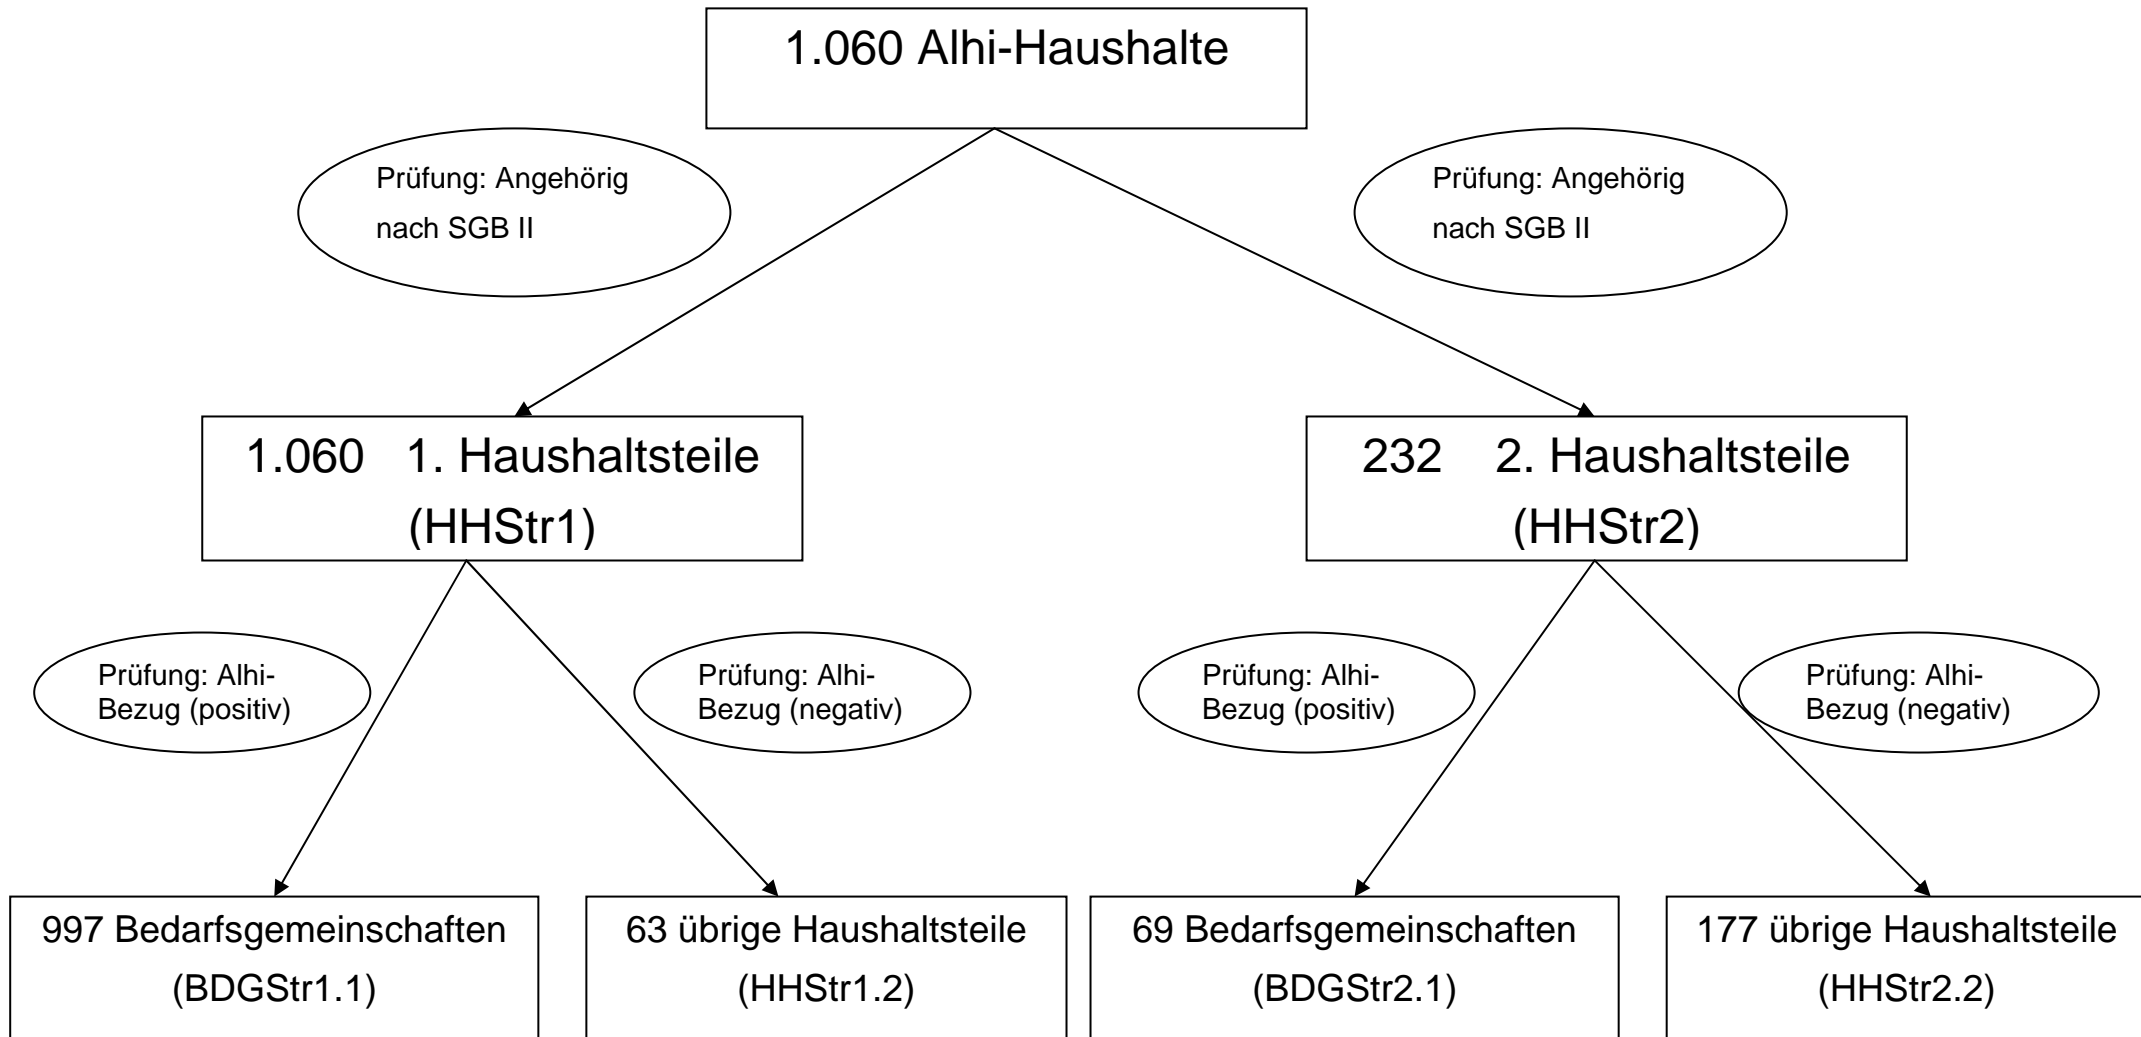 1.060 Alhi-Haushalte
Prüfung: Angehörig
nach SGB II
Prüfung: Angehörig
nach SGB II
1.060 1. Haushaltsteile
(HHStr1)
232 2. Haushaltsteile
(HHStr2)
Prüfung: Alhi-
Bezug (positiv)
Prüfung: Alhi-
Bezug (negativ)
Prüfung: Alhi-
Bezug (positiv)
Prüfung: Alhi-
Bezug (negativ)
997 Bedarfsgemeinschaften
(BDGStr1.1)
63 übrige Haushaltsteile
(HHStr1.2)
69 Bedarfsgemeinschaften
(BDGStr2.1)
177 übrige Haushaltsteile
(HHStr2.2)